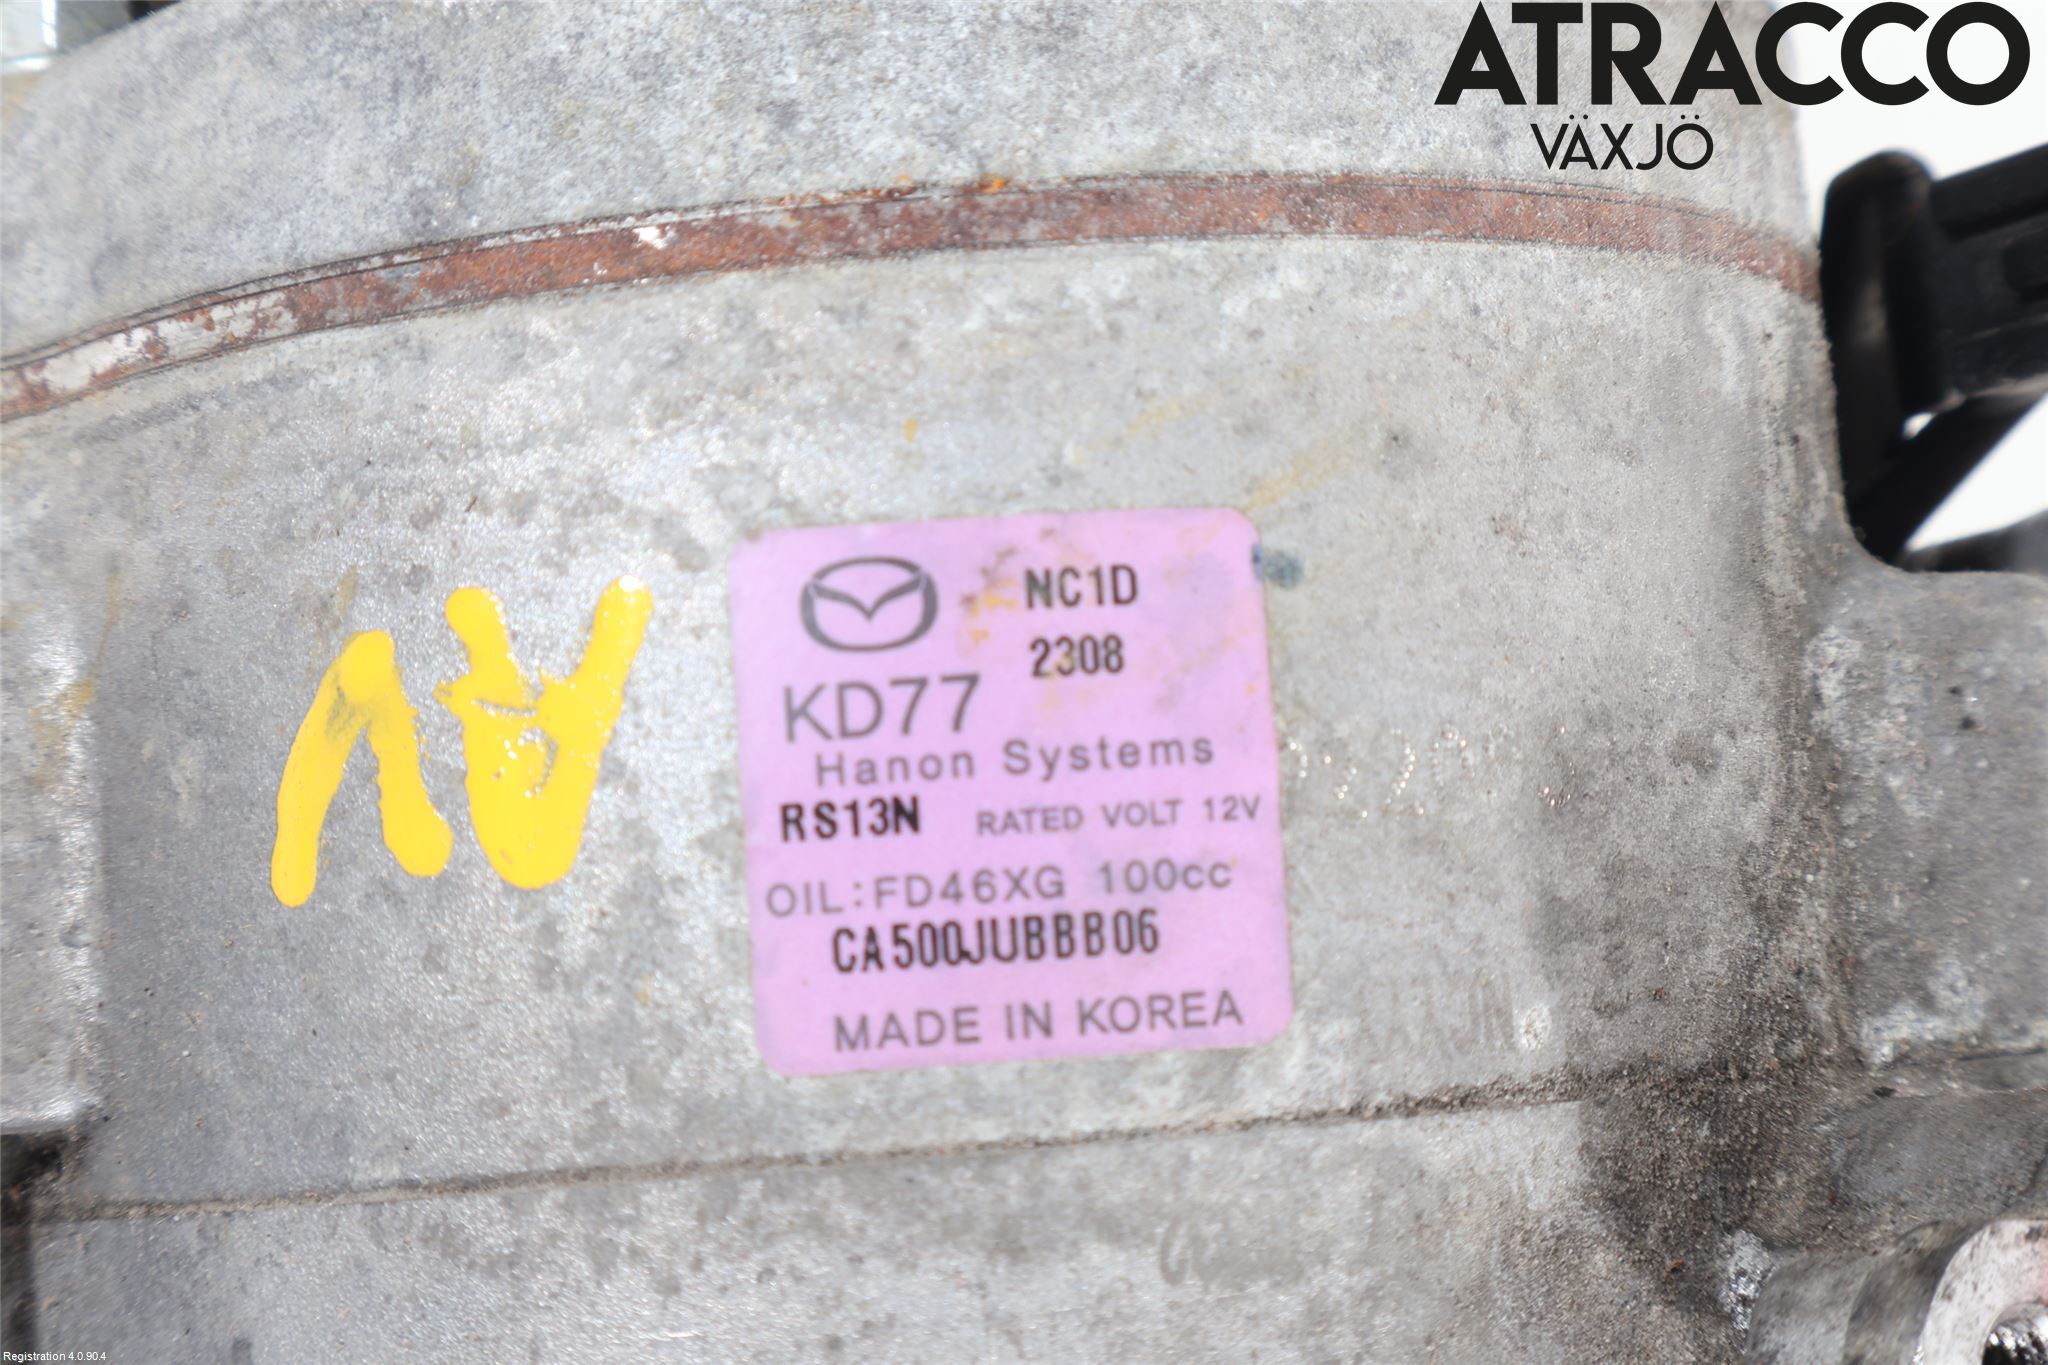 ATRACCO
VÄXJÖ
NC1D
2308
KD77
Hanon Systems
RS13N RATED VOLT 12V
OIL:FD46XG 100cc
CA500JUBBB06
MADE IN KOREA
Registration 4.0.90.4